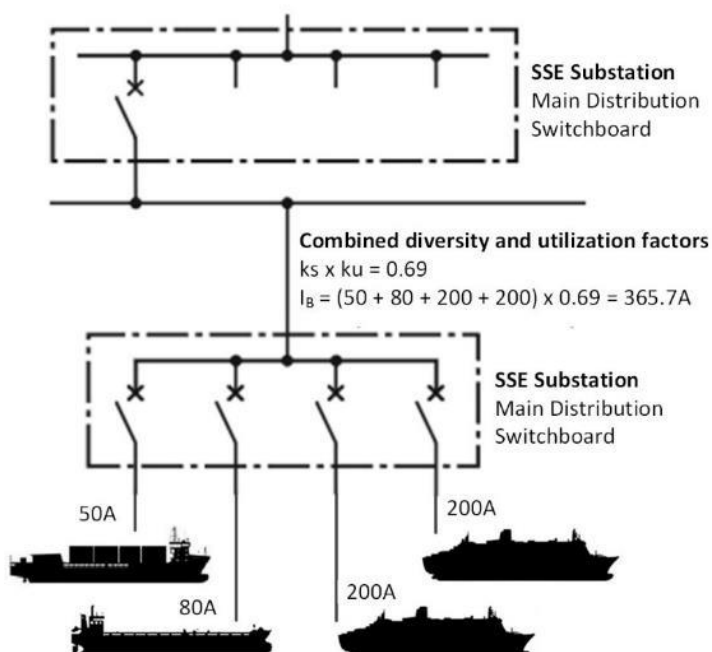 SSE Substation
Main Distribution
Switchboard
Combined diversity and utilization factors
ks x ku = 0.69
I_B = (50 + 80 + 200 + 200) x 0.69 = 365.7A
SSE Substation
Main Distribution
Switchboard
50A
200A
80A
200A